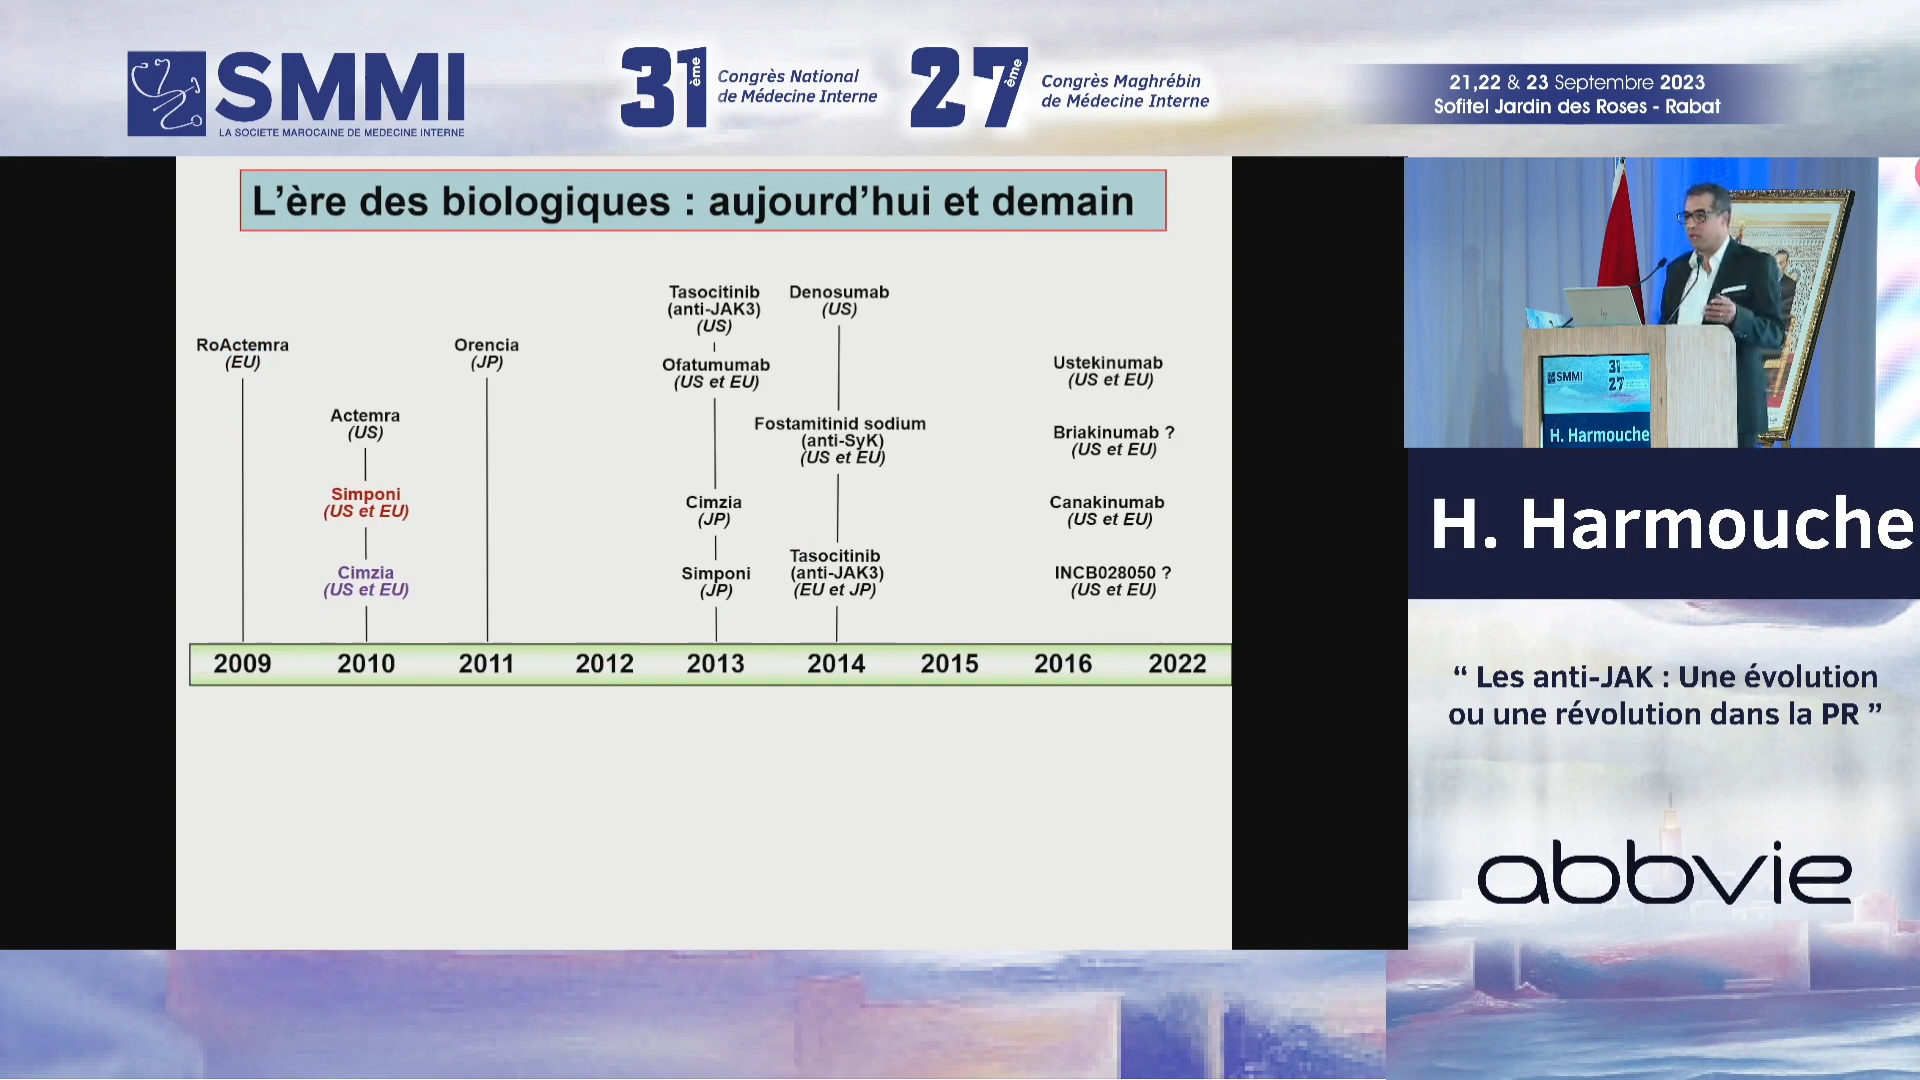 SMMI
LA SOCIETE MAROCAINE DE MEDECINE INTERNE
31ème
Congrès National
de Médecine Interne
27ème
Congrès Maghrébin
de Médecine Interne
21,22 & 23 Septembre 2023
Sofitel Jardin des Roses - Rabat
L'ère des biologiques : aujourd'hui et demain
RoActemra
(EU)
Actemra
(US)
Simponi
(US et EU)
Cimzia
(US et EU)
Orencia
(JP)
Tasocitinib
(anti-JAK3)
(US)
Ofatumumab
(US et EU)
Cimzia
(JP)
Simponi
(JP)
Denosumab
(US)
Fostamitinid sodium
(anti-SyK)
(US et EU)
Tasocitinib
(anti-JAK3)
(EU et JP)
Ustekinumab
(US et EU)
Briakinumab ?
(US et EU)
Canakinumab
(US et EU)
INCB028050 ?
(US et EU)
2009 2010 2011 2012 2013 2014 2015 2016 2022
SMMI
31
27
H. Harmouche
H. Harmouche
“ Les anti-JAK : Une évolution
ou une révolution dans la PR ”
abbvie